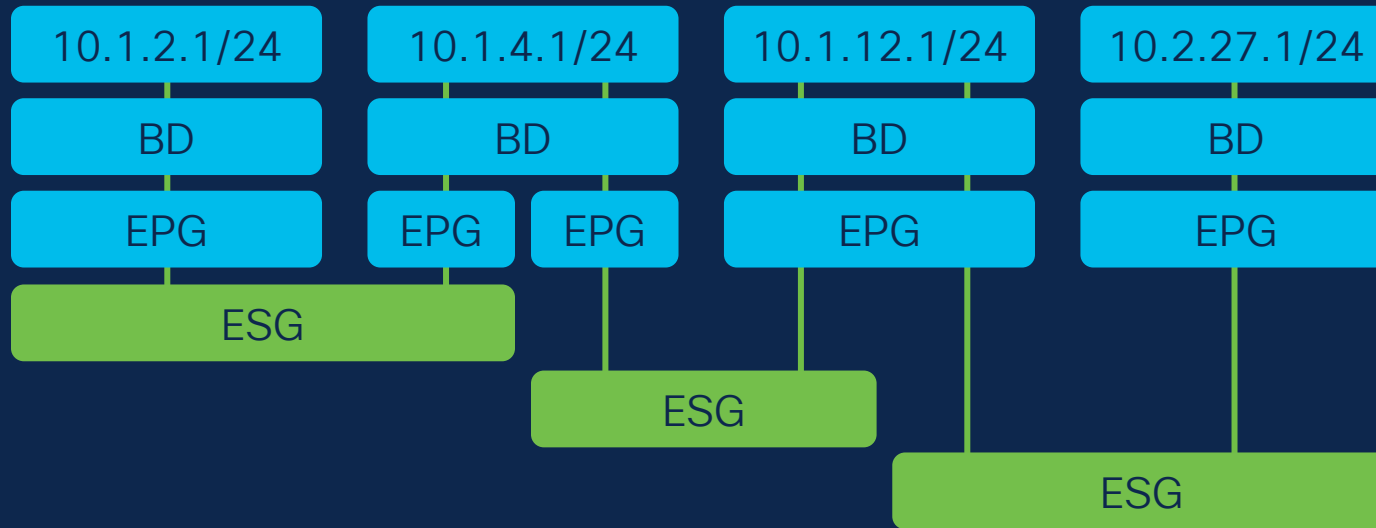 10.1.2.1/24 10.1.4.1/24 10.1.12.1/24 10.2.27.1/24
BD BD BD BD
EPG EPG EPG EPG EPG
ESG
ESG
ESG